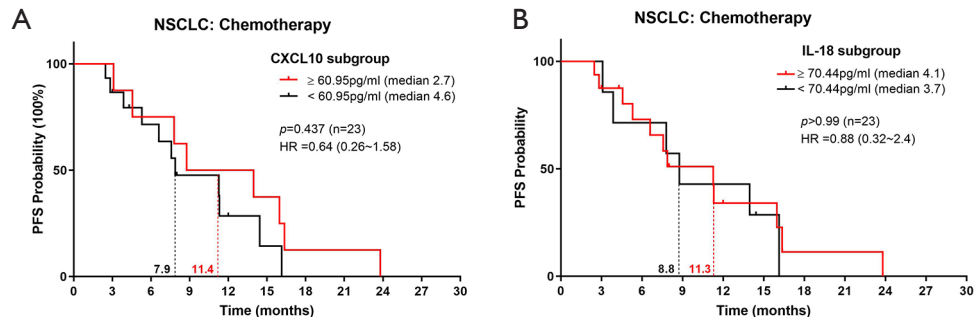 A
NSCLC: Chemotherapy
CXCL10 subgroup
≥ 60.95pg/ml (median 2.7)
< 60.95pg/ml (median 4.6)
p=0.437 (n=23)
HR =0.64 (0.26~1.58)
PFS Probability (100%)
100
50
0
7.9
11.4
0 3 6 9 12 15 18 21 24 27 30
Time (months)
B
NSCLC: Chemotherapy
IL-18 subgroup
≥ 70.44pg/ml (median 4.1)
< 70.44pg/ml (median 3.7)
p>0.99 (n=23)
HR =0.88 (0.32~2.4)
PFS Probability
100
50
0
8.8
11.3
0 3 6 9 12 15 18 21 24 27 30
Time (months)